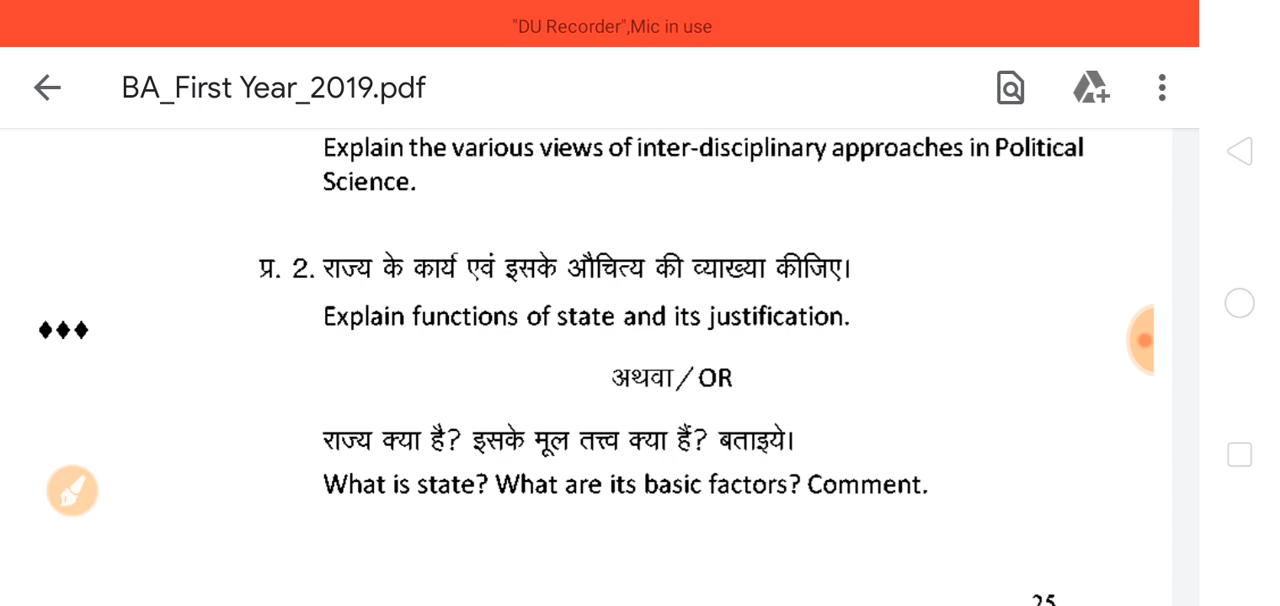 "DU Recorder",Mic in use
BA_First Year_2019.pdf
Explain the various views of inter-disciplinary approaches in Political
Science.
प्र. 2. राज्य के कार्य एवं इसके औचित्य की व्याख्या कीजिए।
Explain functions of state and its justification.
अथवा/OR
राज्य क्या है? इसके मूल तत्त्व क्या हैं? बताइये।
What is state? What are its basic factors? Comment.
25